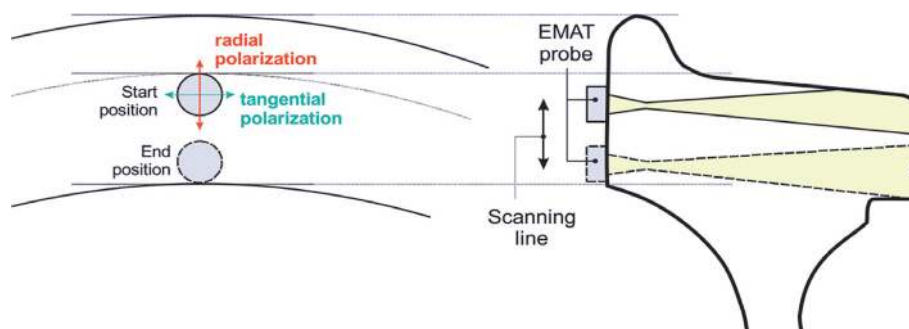 radial
polarization
Start
position
tangential
polarization
End
position
EMAT
probe
Scanning
line